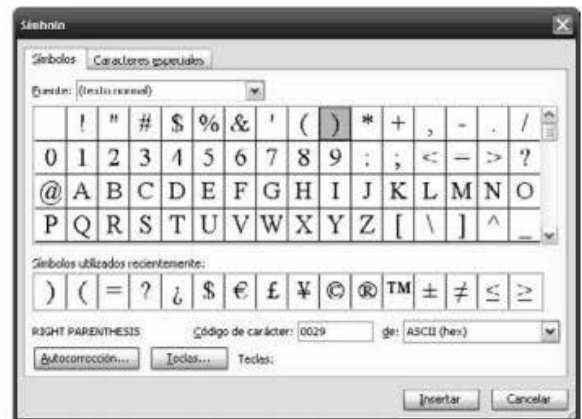 Símbolo
Símbolos Caracteres especiales
Fuente: (texto normal)
! " # $ % & ' ( ) * + , - . /
0 1 2 3 4 5 6 7 8 9 : ; < = > ?
@ A B C D E F G H I J K L M N O
P Q R S T U V W X Y Z [ \ ] ^ _
Símbolos utilizados recientemente:
) ( = ? ¿ $ € £ ¥ © ® ™ ± ≠ ≤ ≥
RIGHT PARENTHESIS Código de carácter: 0029 de: ASCII (hex)
Autocorrección... Teclas... Teclas:
Insertar Cancelar